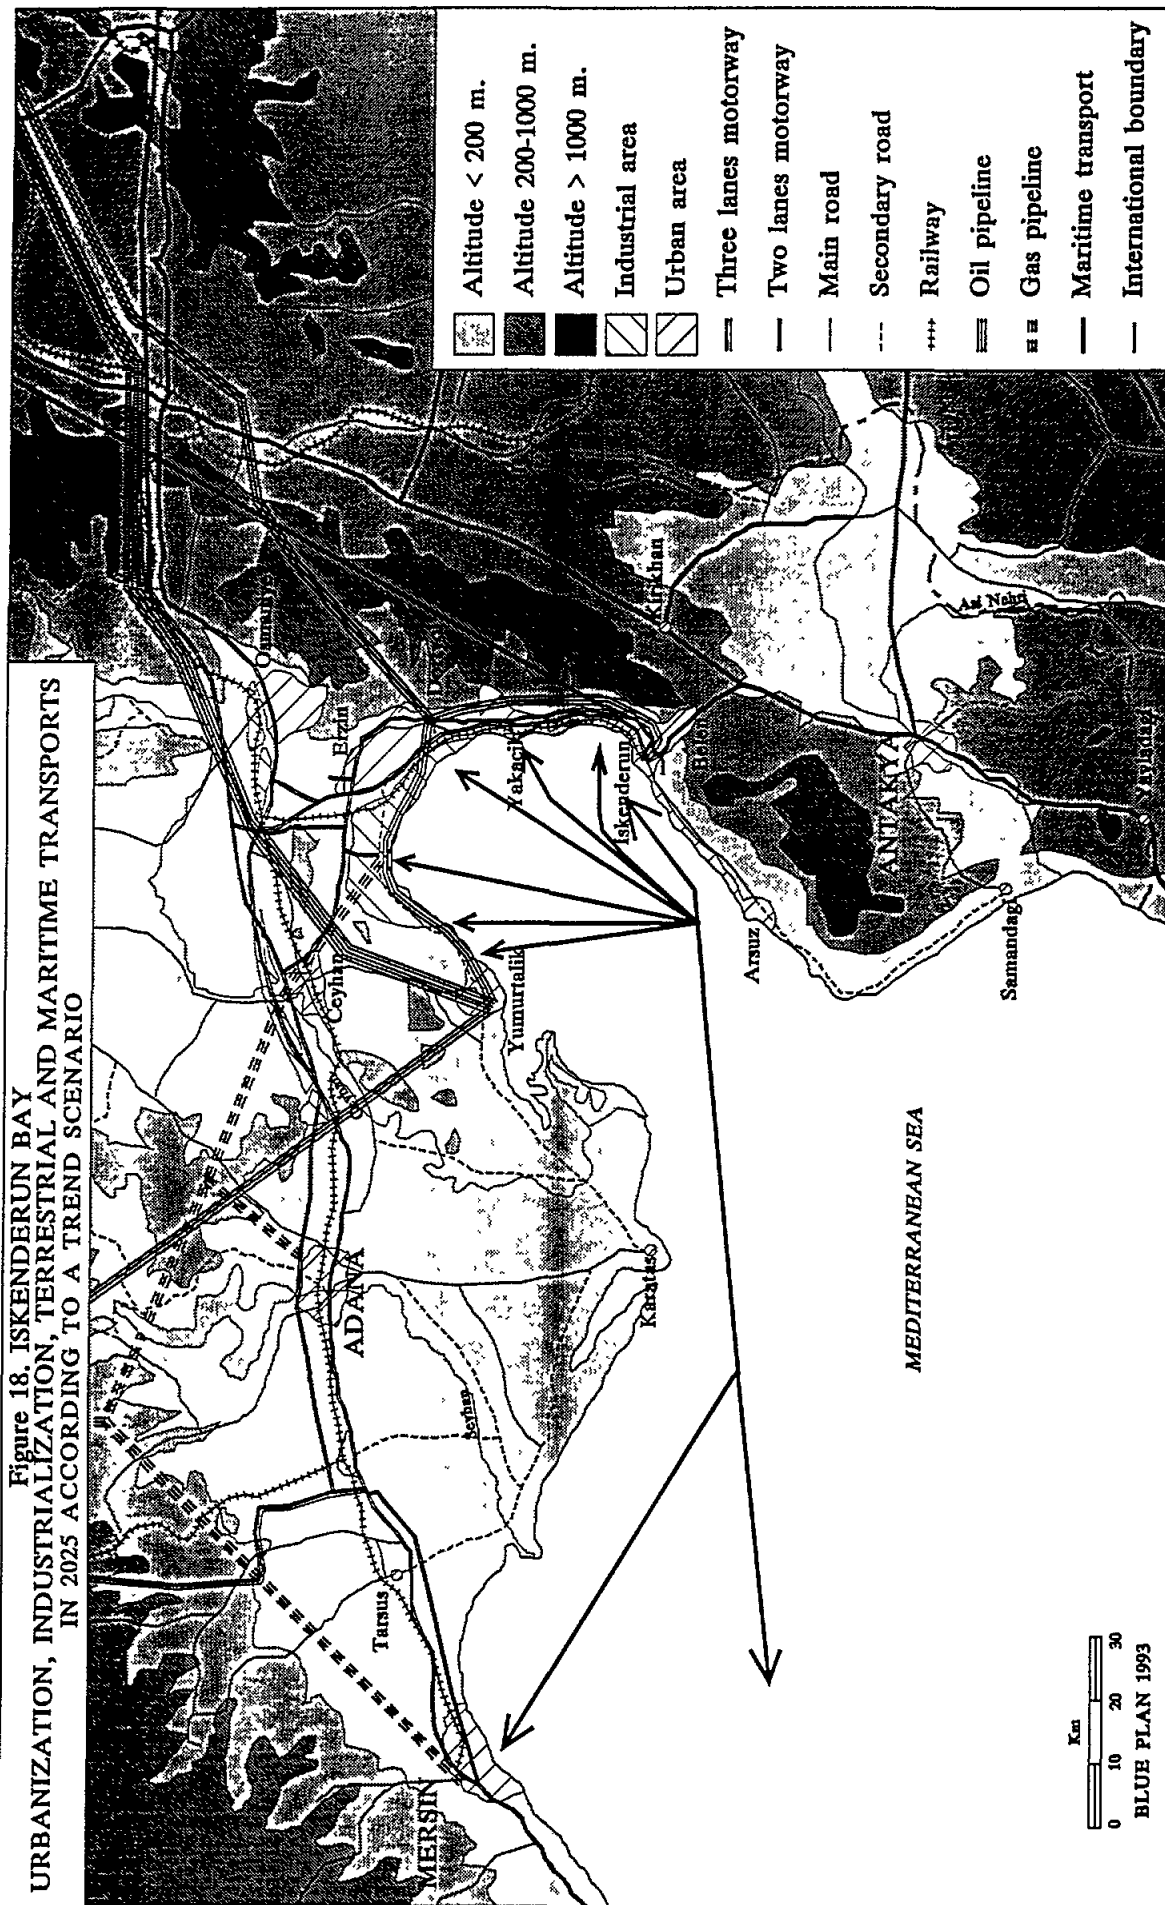 Figure 18. ISKENDERUN BAY
URBANIZATION, INDUSTRIALIZATION, TERRESTRIAL AND MARITIME TRANSPORTS
IN 2025 ACCORDING TO A TREND SCENARIO
Altitude < 200 m.
Altitude 200-1000 m.
Altitude > 1000 m.
Industrial area
Urban area
Three lanes motorway
Two lanes motorway
Main road
Secondary road
Railway
Oil pipeline
Gas pipeline
Maritime transport
International boundary
MERSIN
Tarsus
ADANA
Seyhan
Karatas
Ceyhan
Yumurtalik
Erzin
Yakacik
Iskenderun
Kirikhan
Arsuz
ANTAKYA
Samandag
Asi Nehri
Yayladazi
MEDITERRANEAN SEA
Km
0 10 20 30
BLUE PLAN 1993